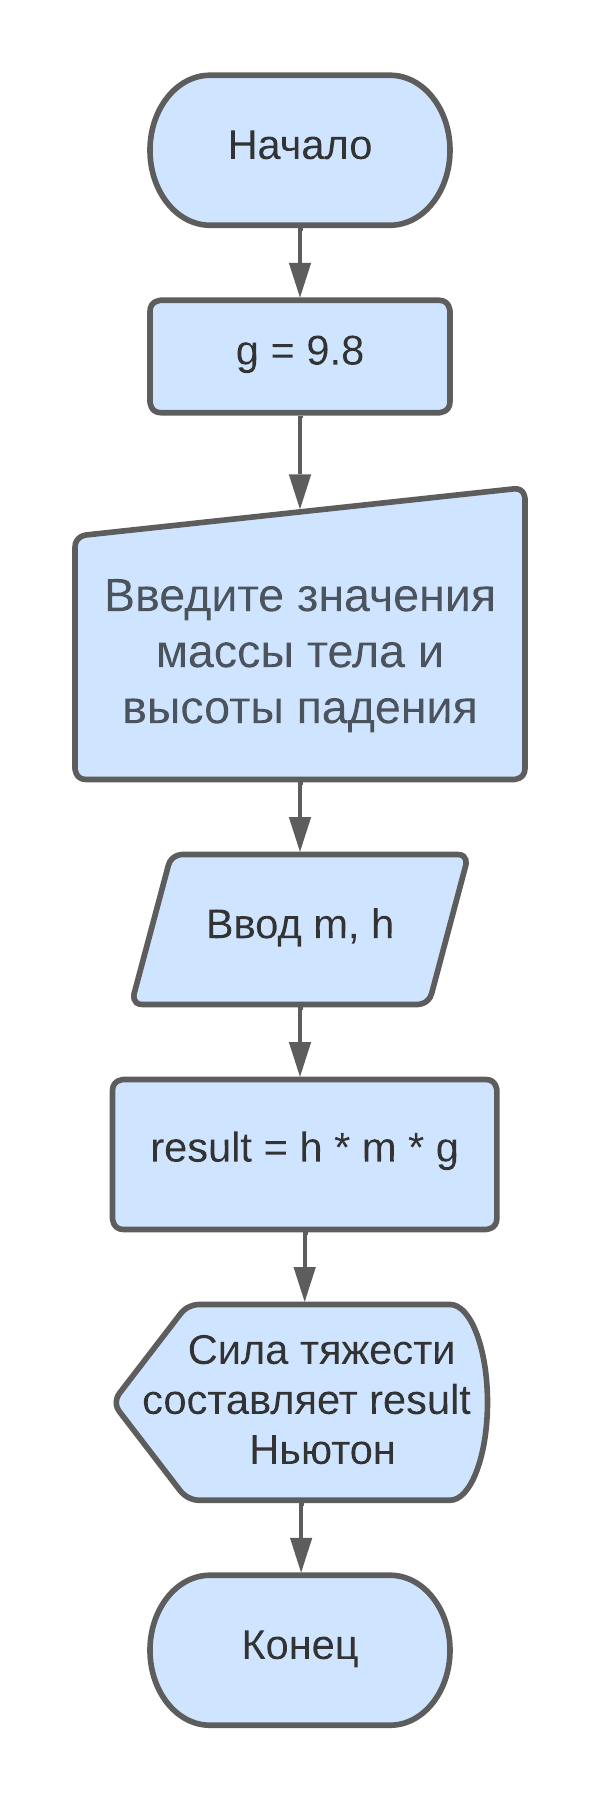 Начало
g = 9.8
Введите значения
массы тела и
высоты падения
Ввод m, h
result = h * m * g
Сила тяжести
составляет result
Ньютон
Конец